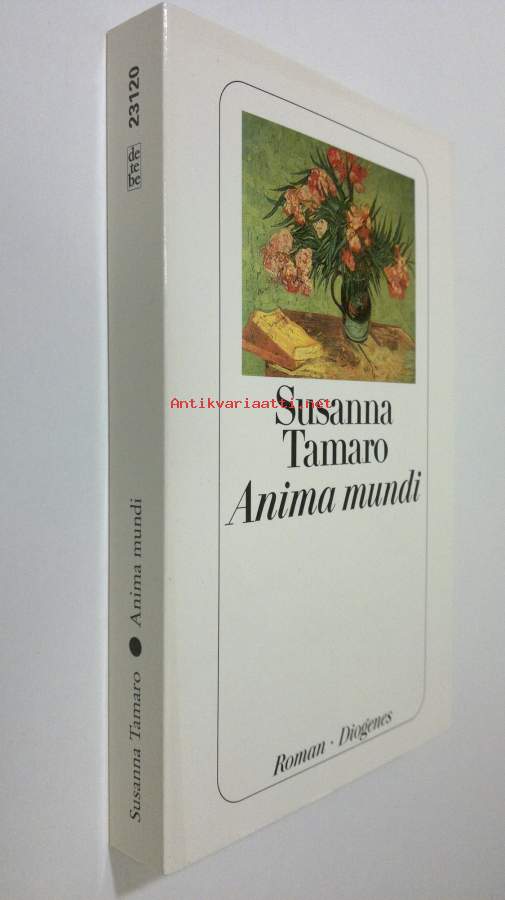 Susanna
Tamaro
Anima mundi
Roman · Diogenes
Susanna Tamaro ● Anima mundi
de
te
be
23120
Antikvariaatti.net